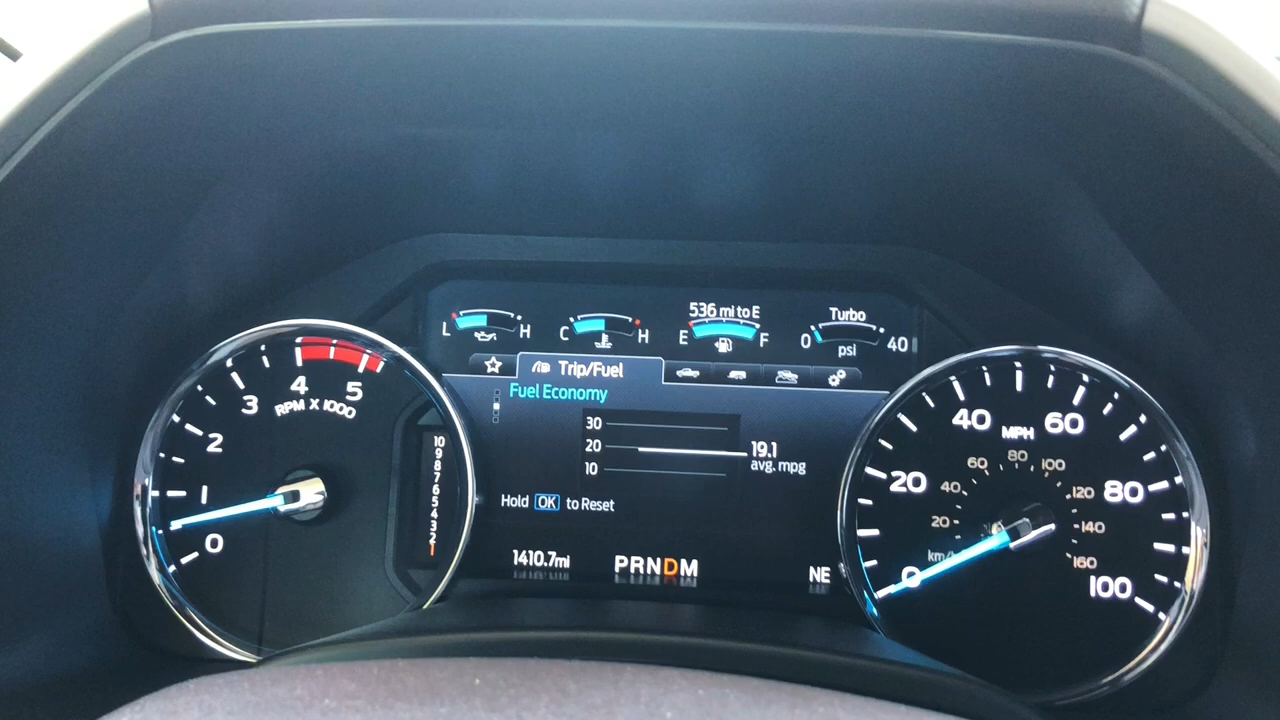 536 mi to E
Turbo
L H
C H
E F
0 40
psi
Trip/Fuel
Fuel Economy
30
20
10
19.1
avg. mpg
Hold OK to Reset
1410.7mi
PRNDM
NE
0
1
2
3
4
5
RPM X 1000
10
9
8
7
6
5
4
3
2
1
0
20
40
60
80
100
MPH
20
40
60
80
100
120
140
160